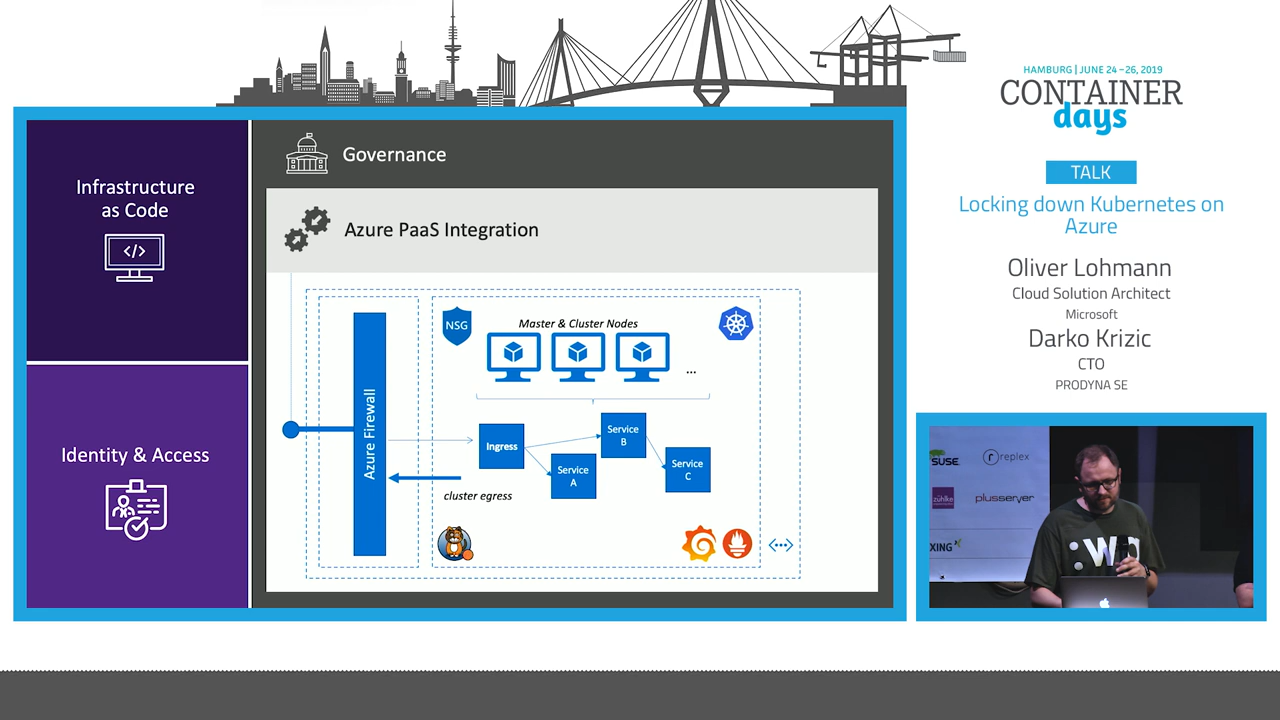 HAMBURG | JUNE 24 – 26, 2019
CONTAINER
days
TALK
Locking down Kubernetes on
Azure
Oliver Lohmann
Cloud Solution Architect
Microsoft
Darko Krizic
CTO
PRODYNA SE
Infrastructure
as Code
</>
Identity & Access
Governance
Azure PaaS Integration
Azure Firewall
NSG
Master & Cluster Nodes
...
Ingress
Service
A
Service
B
Service
C
cluster egress
SUSE
replex
zühlke
plusserver
XING